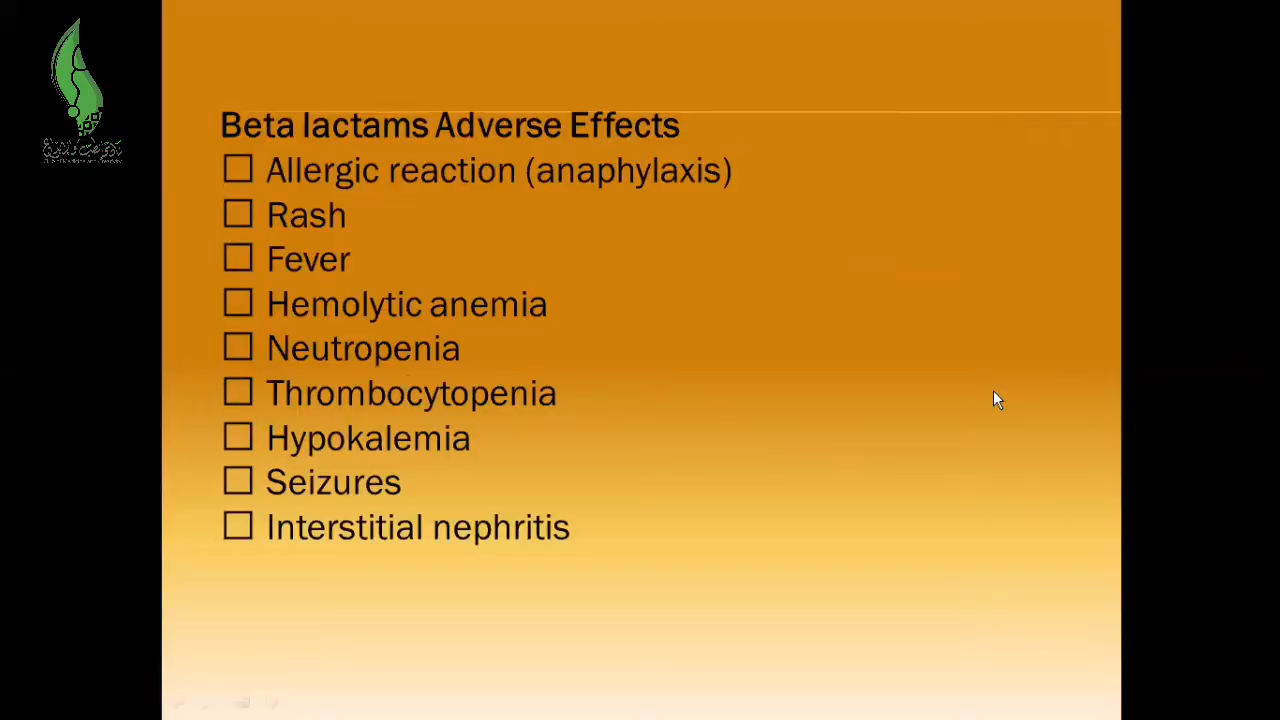 Beta lactams Adverse Effects
Allergic reaction (anaphylaxis)
Rash
Fever
Hemolytic anemia
Neutropenia
Thrombocytopenia
Hypokalemia
Seizures
Interstitial nephritis